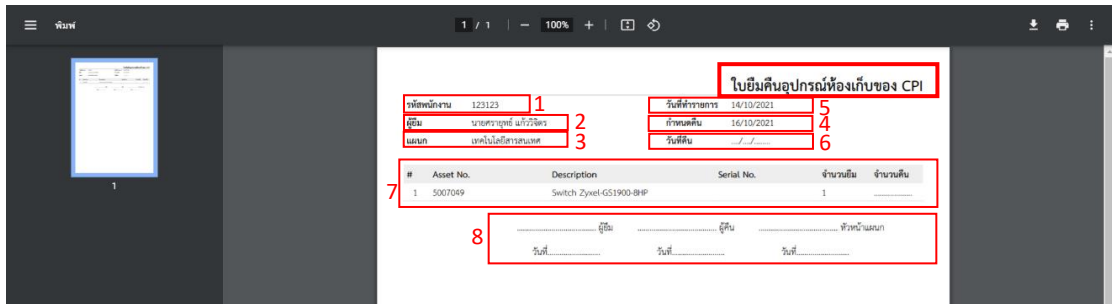 พิมพ์ 1 / 1 100%
1
ใบยืมคืนอุปกรณ์ห้องเก็บของ CPI
รหัสพนักงาน 123123 1 วันที่ทำรายการ 14/10/2021 5
ผู้ยืม นายศรายุทธ์ แก้ววิจิตร 2 กำหนดคืน 16/10/2021 4
แผนก เทคโนโลยีสารสนเทศ 3 วันที่คืน ..../..../........ 6
# Asset No. Description Serial No. จำนวนยืม จำนวนคืน
7 1 5007049 Switch Zyxel-GS1900-8HP 1 ................
8 ................................ ผู้ยืม ................................ ผู้คืน ................................ หัวหน้าแผนก
วันที่..................... วันที่..................... วันที่.....................